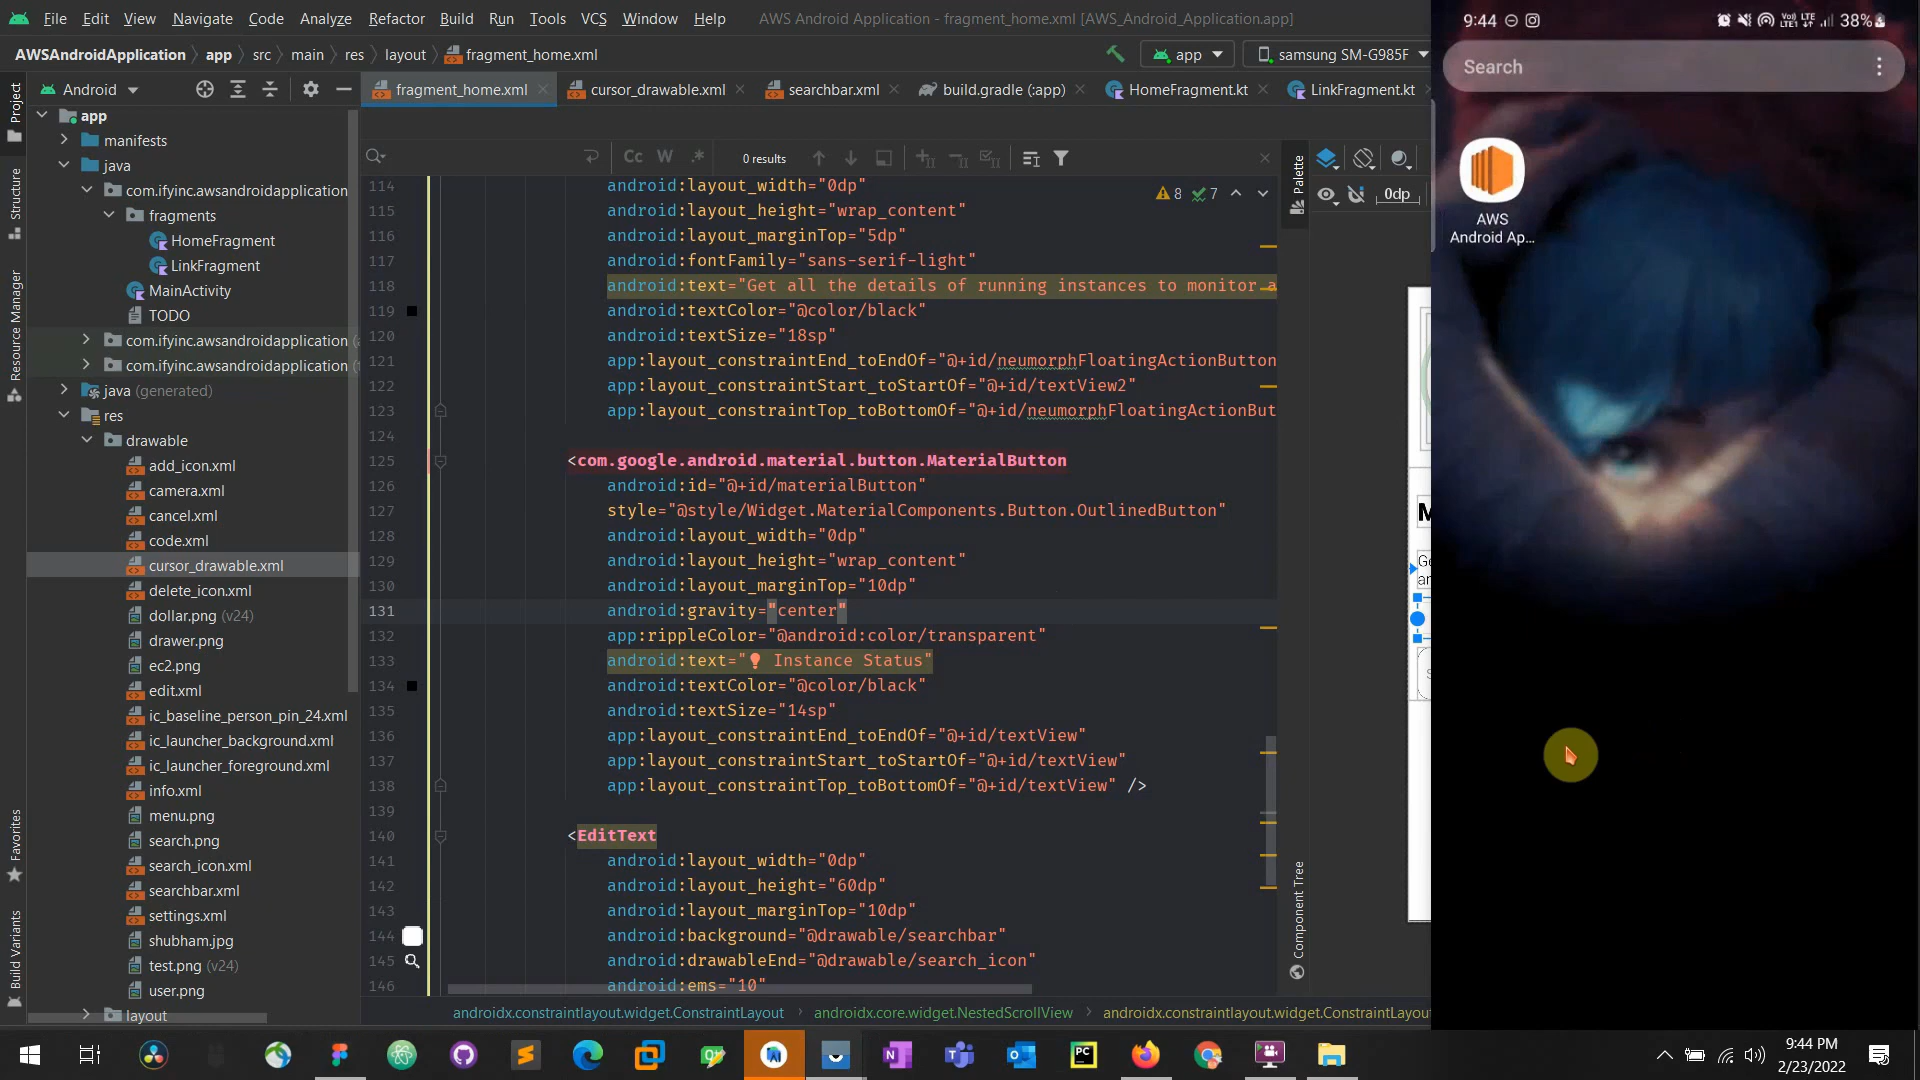 File Edit View Navigate Code Analyze Refactor Build Run Tools VCS Window Help AWS Android Application - fragment_home.xml [AWS_Android_Application.app]
AWSAndroidApplication app src main res layout fragment_home.xml app samsung SM-G985F
Android
fragment_home.xml cursor_drawable.xml searchbar.xml build.gradle (:app) HomeFragment.kt LinkFragment.kt
Cc W .* 0 results
8 7
0dp
Project
Structure
Resource Manager
Favorites
Build Variants
app
manifests
java
com.ifyinc.awsandroidapplication
fragments
HomeFragment
LinkFragment
MainActivity
TODO
com.ifyinc.awsandroidapplication
com.ifyinc.awsandroidapplication
java (generated)
res
drawable
add_icon.xml
camera.xml
cancel.xml
code.xml
cursor_drawable.xml
delete_icon.xml
dollar.png (v24)
drawer.png
ec2.png
edit.xml
ic_baseline_person_pin_24.xml
ic_launcher_background.xml
ic_launcher_foreground.xml
info.xml
menu.png
search.png
search_icon.xml
searchbar.xml
settings.xml
shubham.jpg
test.png (v24)
user.png
layout
114 android:layout_width="0dp"
115 android:layout_height="wrap_content"
116 android:layout_marginTop="5dp"
117 android:fontFamily="sans-serif-light"
118 android:text="Get all the details of running instances to monitor a
119 android:textColor="@color/black"
120 android:textSize="18sp"
121 app:layout_constraintEnd_toEndOf="@+id/neumorphFloatingActionButton
122 app:layout_constraintStart_toStartOf="@+id/textView2"
123 app:layout_constraintTop_toBottomOf="@+id/neumorphFloatingActionBut
124
125 <com.google.android.material.button.MaterialButton
126 android:id="@+id/materialButton"
127 style="@style/Widget.MaterialComponents.Button.OutlinedButton"
128 android:layout_width="0dp"
129 android:layout_height="wrap_content"
130 android:layout_marginTop="10dp"
131 android:gravity="center"
132 app:rippleColor="@android:color/transparent"
133 android:text="💡 Instance Status"
134 android:textColor="@color/black"
135 android:textSize="14sp"
136 app:layout_constraintEnd_toEndOf="@+id/textView"
137 app:layout_constraintStart_toStartOf="@+id/textView"
138 app:layout_constraintTop_toBottomOf="@+id/textView" />
139
140 <EditText
141 android:layout_width="0dp"
142 android:layout_height="60dp"
143 android:layout_marginTop="10dp"
144 android:background="@drawable/searchbar"
145 android:drawableEnd="@drawable/search_icon"
146 android:ems="10"
androidx.constraintlayout.widget.ConstraintLayout androidx.core.widget.NestedScrollView androidx.constraintlayout.widget.ConstraintLayou
Palette
Component Tree
M
Ge
9:44 38%
Search
AWS
Android Ap...
9:44 PM
2/23/2022